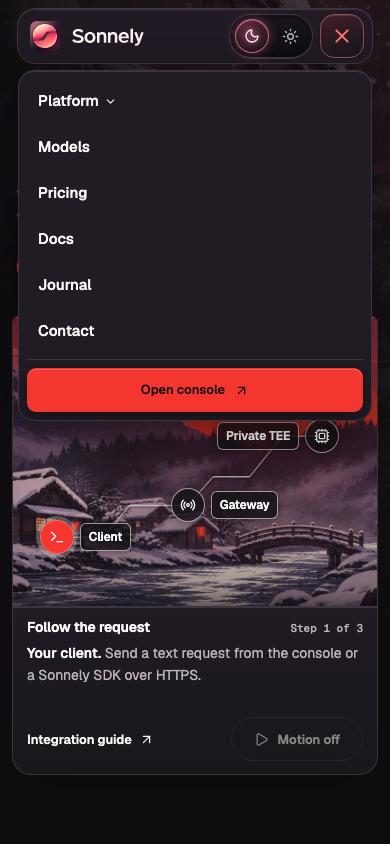 Sonnely
Platform
Models
Pricing
Docs
Journal
Contact
Open console
Private TEE
Gateway
Client
Follow the request
Step 1 of 3
Your client. Send a text request from the console or
a Sonnely SDK over HTTPS.
Integration guide
Motion off